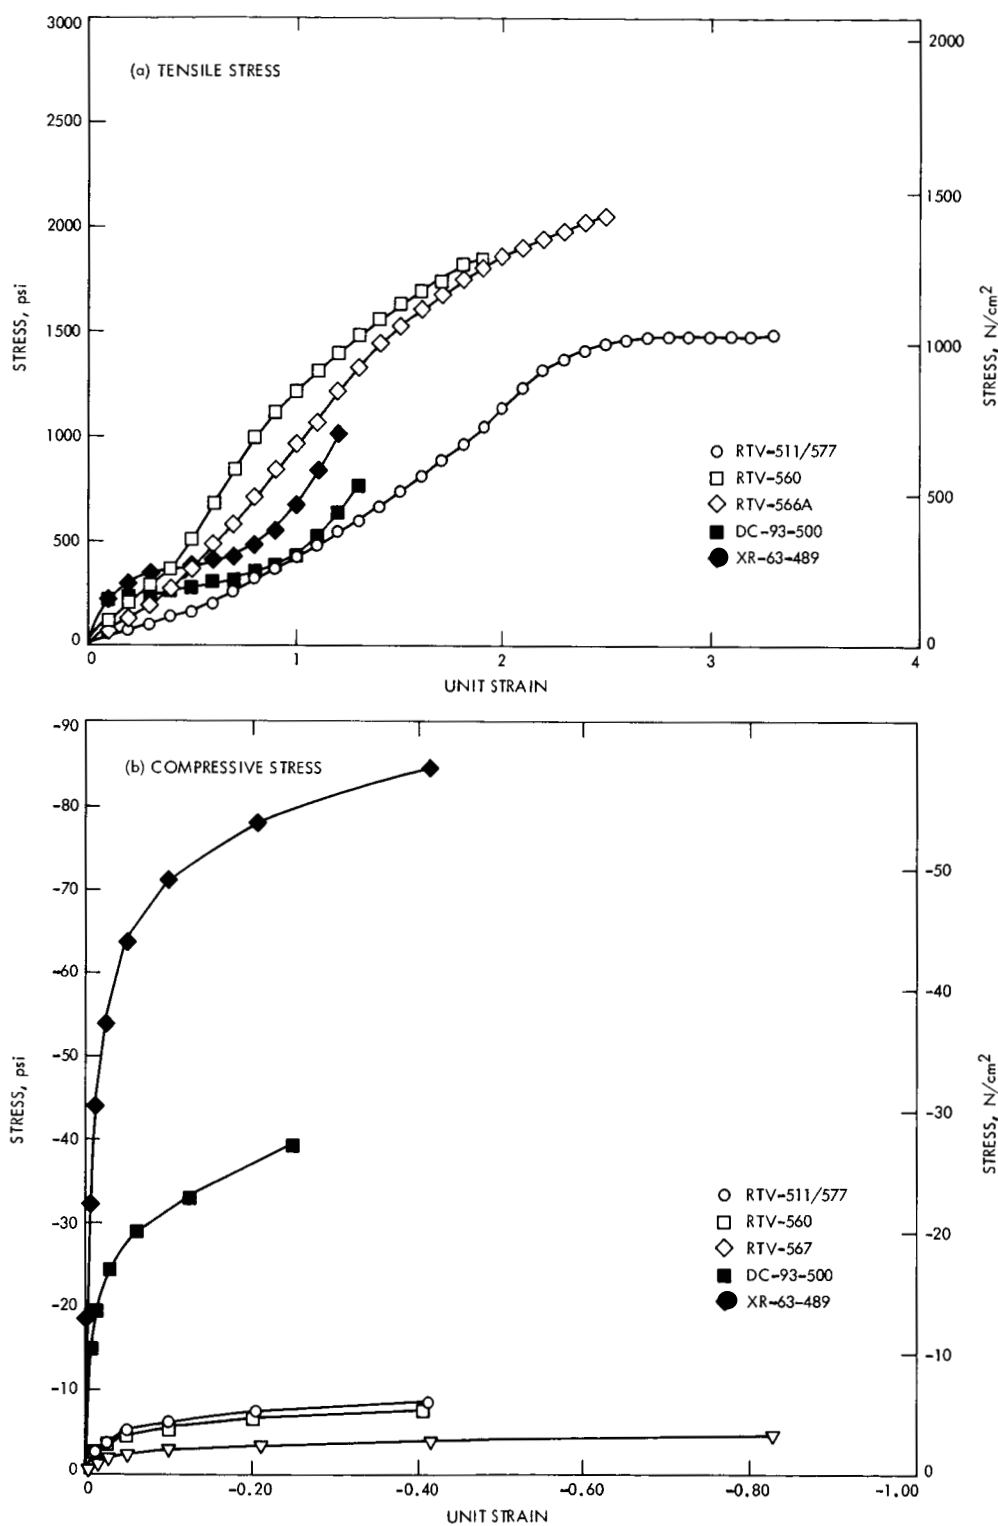 3000
2000
(a) TENSILE STRESS
2500
1500
2000
STRESS, psi
1500
1000
STRESS, N/cm2
1000
RTV-511/577
RTV-560
500
RTV-566A
500
DC-93-500
XR-63-489
0
0
0 1 2 3 4
UNIT STRAIN
-90
(b) COMPRESSIVE STRESS
-80
-50
-70
-60
-40
-50
STRESS, psi
STRESS, N/cm2
-30
-40
RTV-511/577
-30
RTV-560
-20
RTV-567
DC-93-500
-20
XR-63-489
-10
-10
0
0
0 -0.20 -0.40 -0.60 -0.80 -1.00
UNIT STRAIN